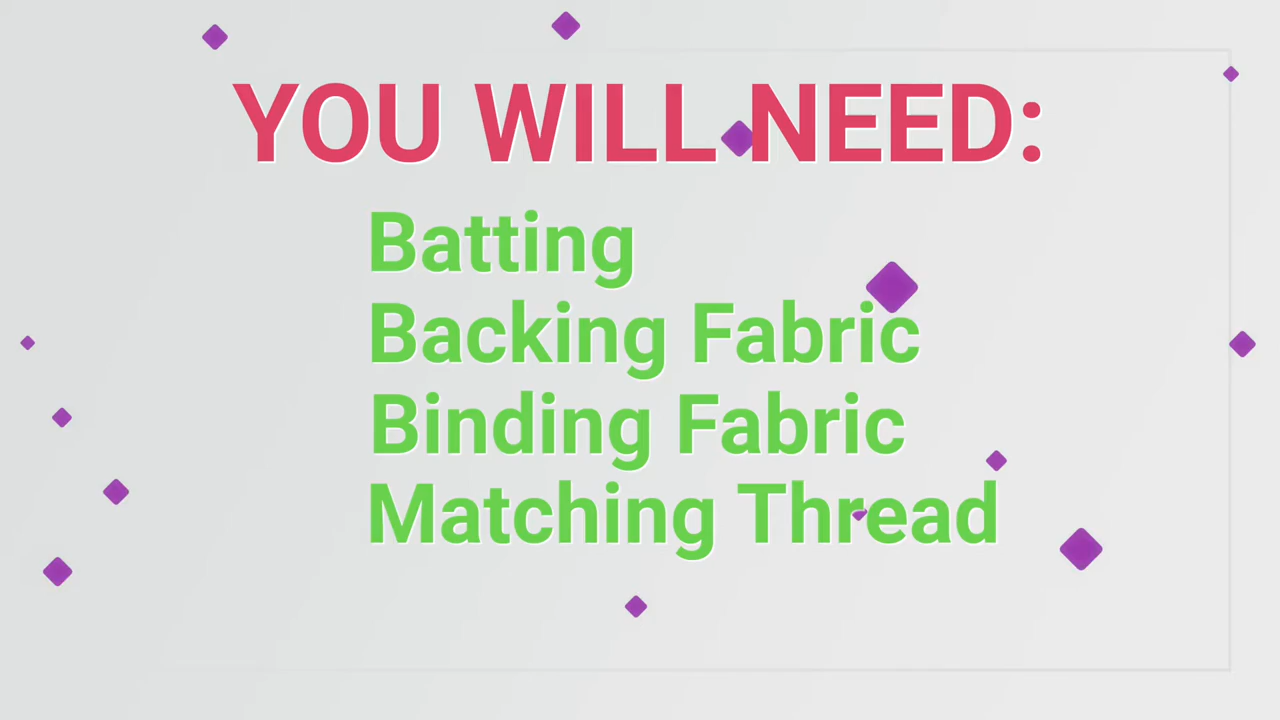 YOU WILL NEED:
Batting
Backing Fabric
Binding Fabric
Matching Thread